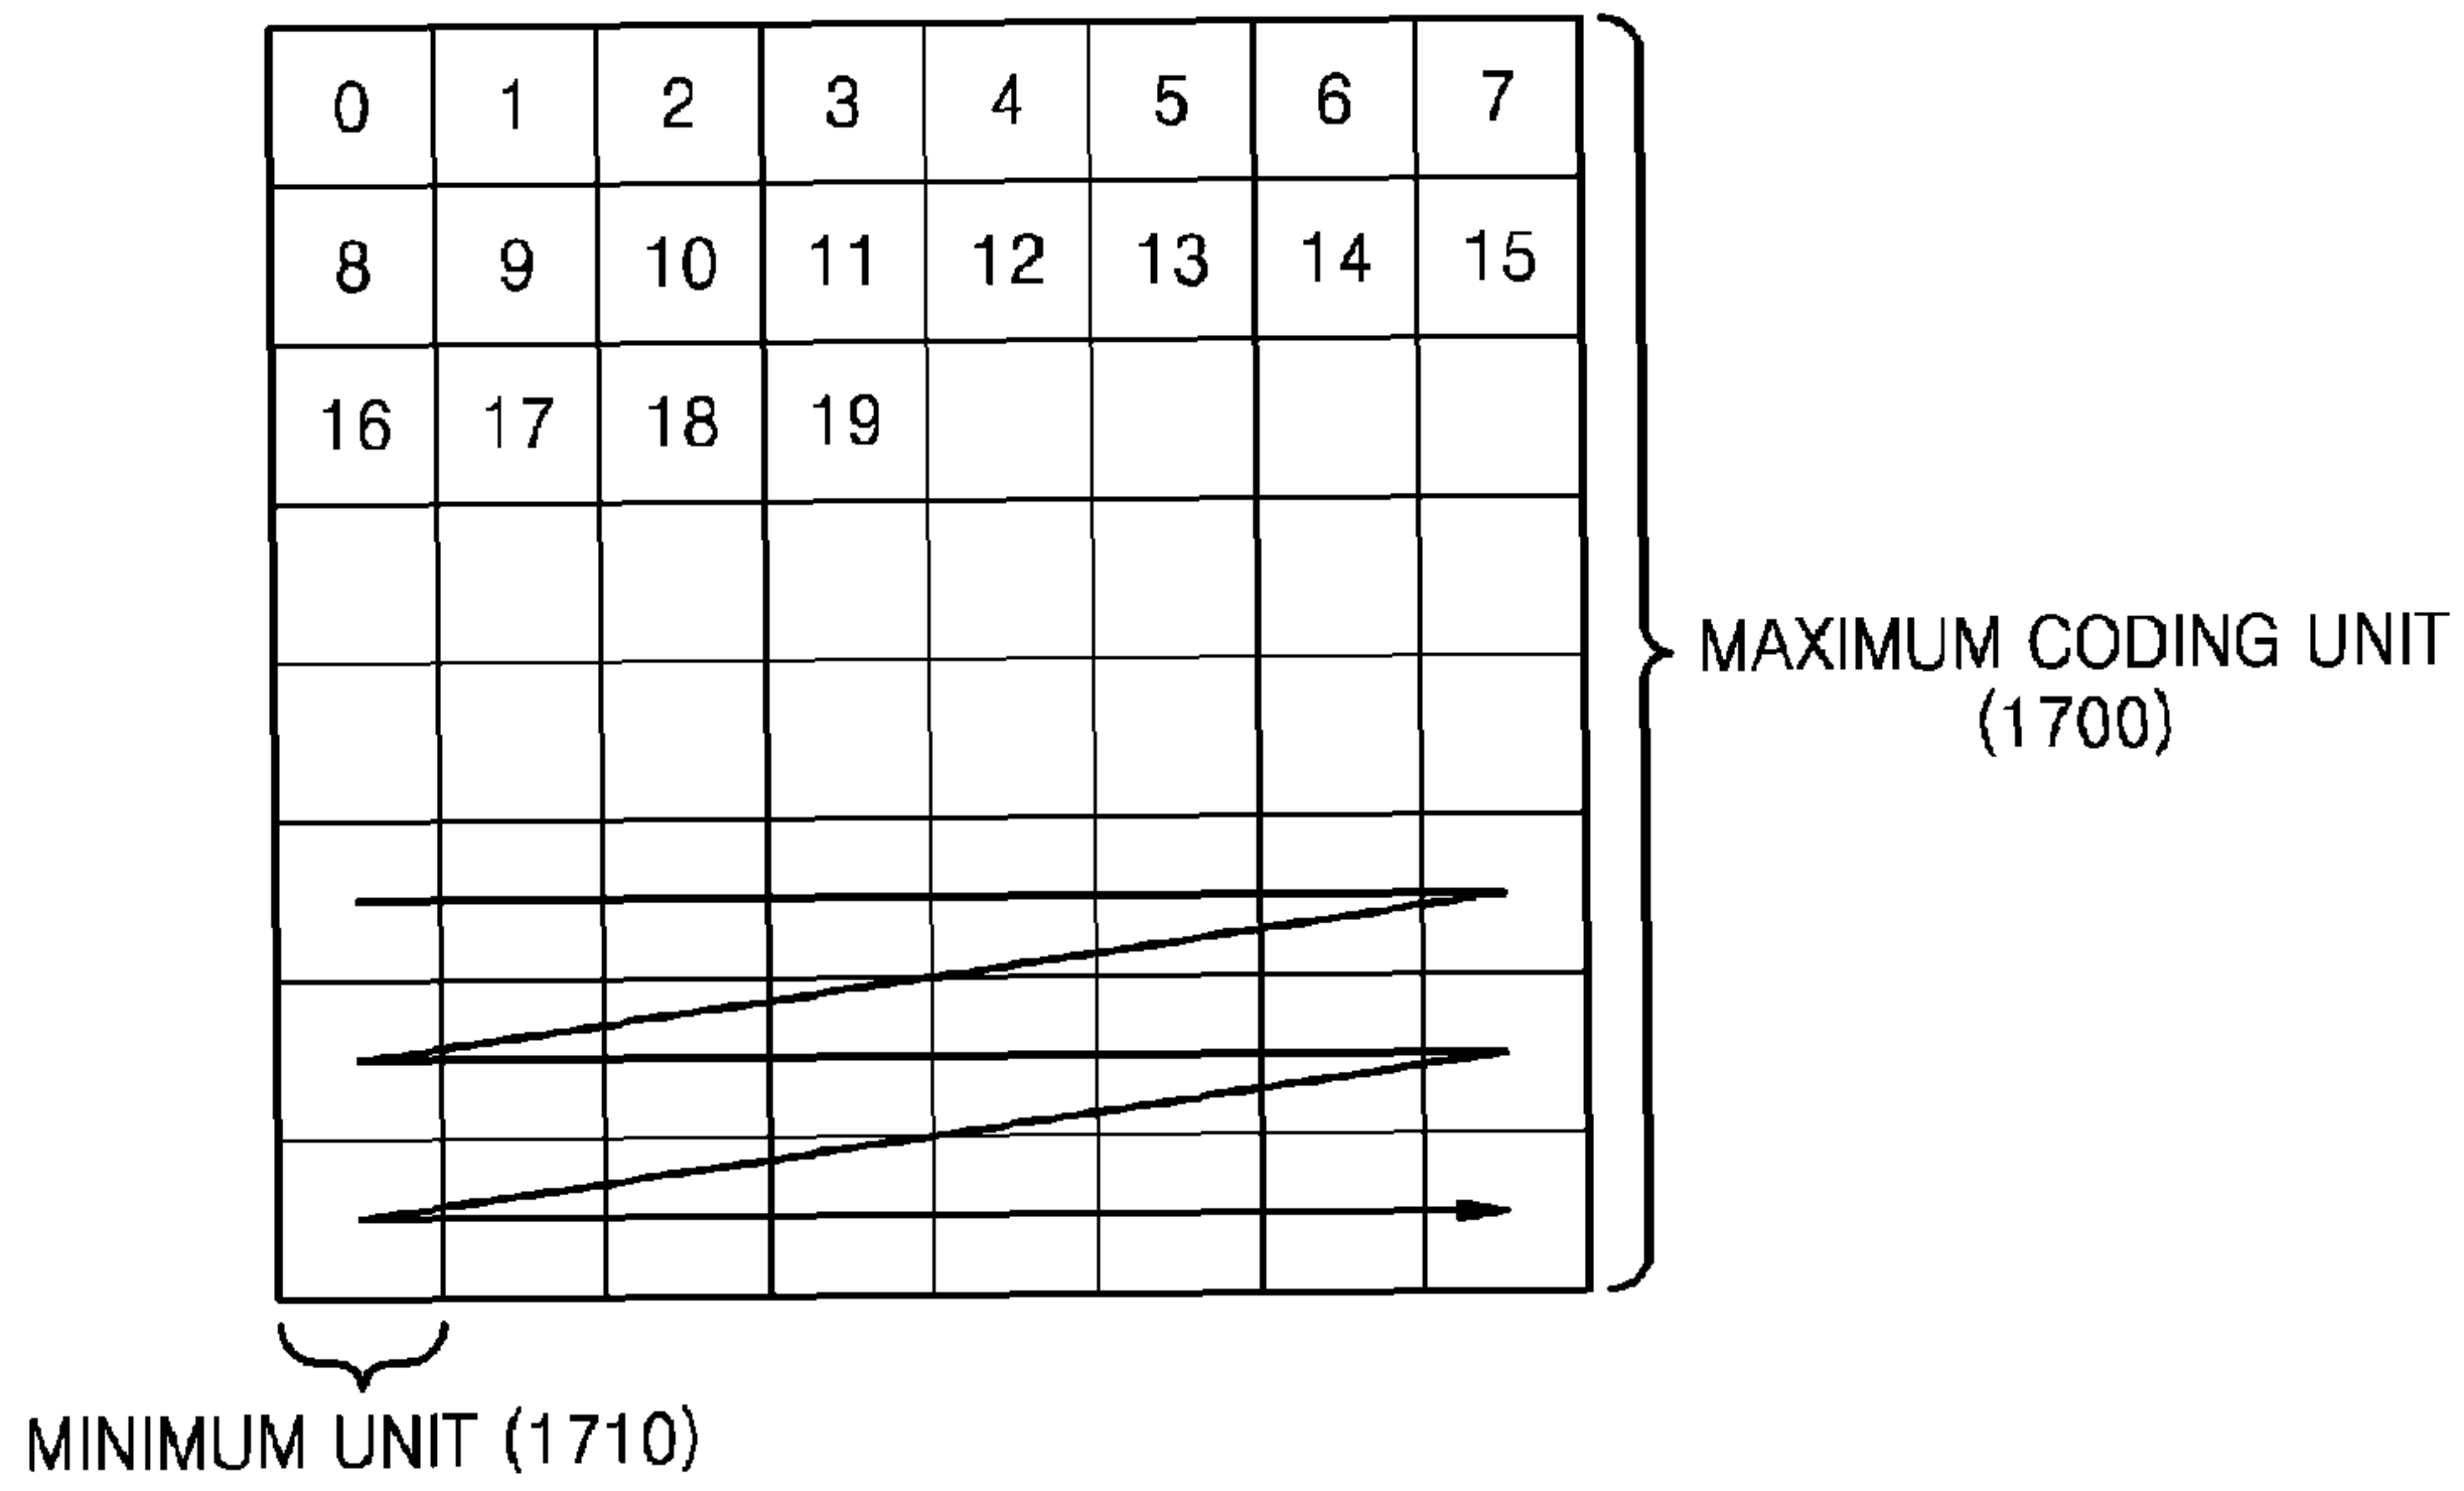 0 1 2 3 4 5 6 7
8 9 10 11 12 13 14 15
16 17 18 19
MAXIMUM CODING UNIT
(1700)
MINIMUM UNIT (1710)